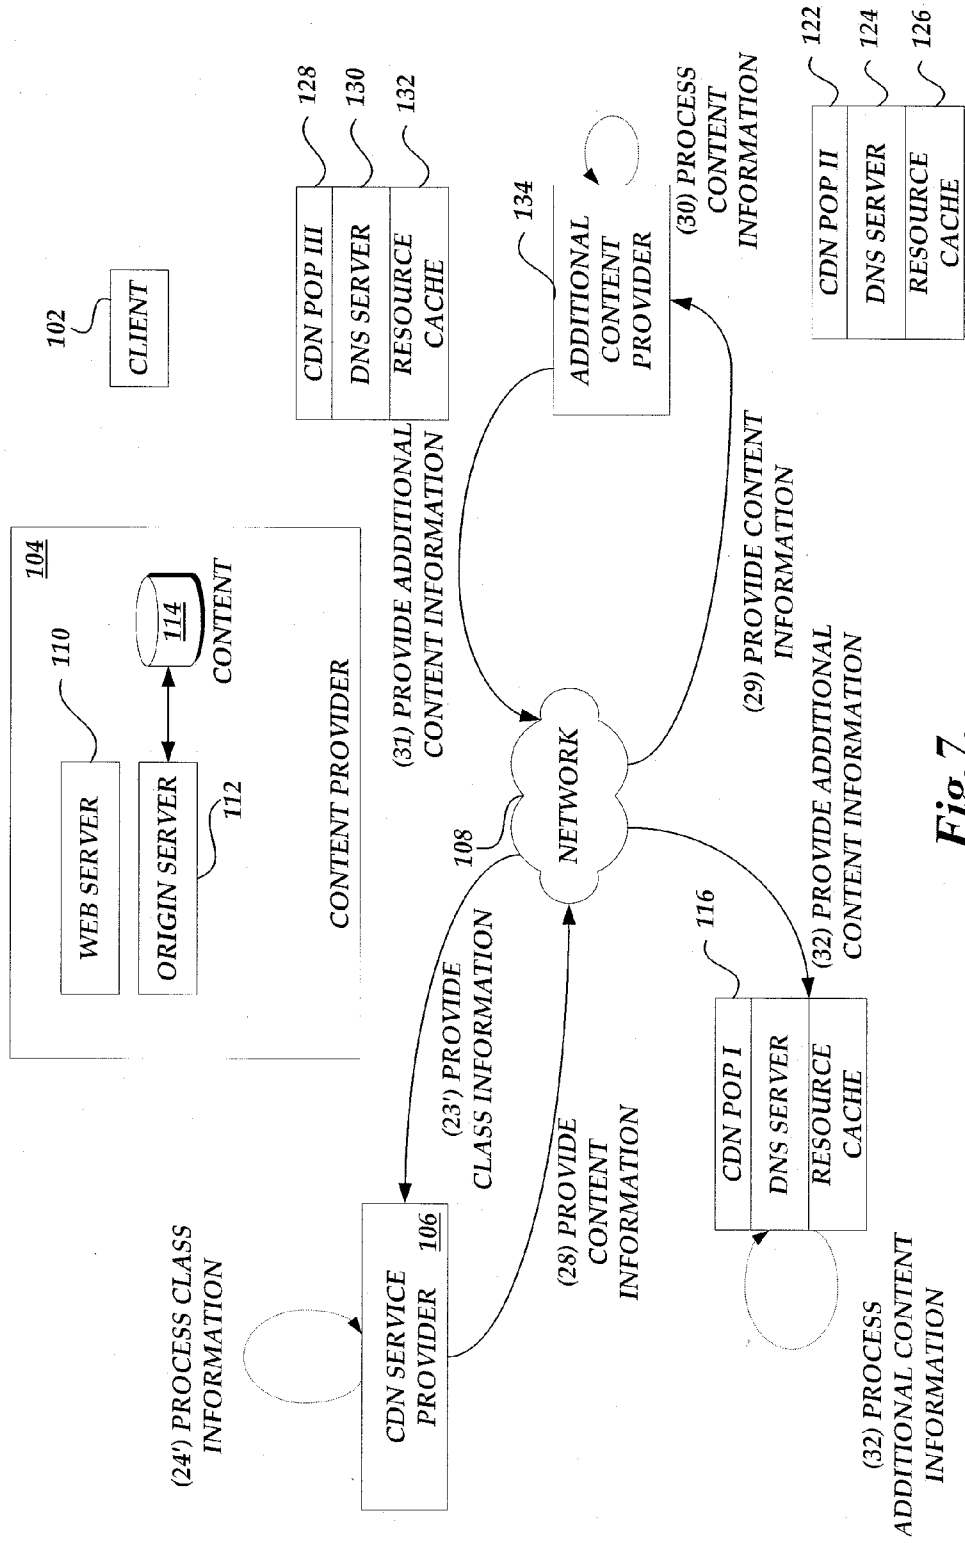 104
WEB SERVER
110
ORIGIN SERVER
112
114
CONTENT
CONTENT PROVIDER
102
CLIENT
(24') PROCESS CLASS
INFORMATION
CDN SERVICE
PROVIDER
106
(23') PROVIDE
CLASS INFORMATION
(28) PROVIDE
CONTENT
INFORMATION
108
NETWORK
(31) PROVIDE ADDITIONAL
CONTENT INFORMATION
CDN POP III
128
DNS SERVER
130
RESOURCE
CACHE
132
134
ADDITIONAL
CONTENT
PROVIDER
(30) PROCESS
CONTENT
INFORMATION
(29) PROVIDE CONTENT
INFORMATION
116
CDN POP I
DNS SERVER
RESOURCE
CACHE
(32) PROVIDE ADDITIONAL
CONTENT INFORMATION
(32) PROCESS
ADDITIONAL CONTENT
INFORMATION
CDN POP II
122
DNS SERVER
124
RESOURCE
CACHE
126
Fig.7.